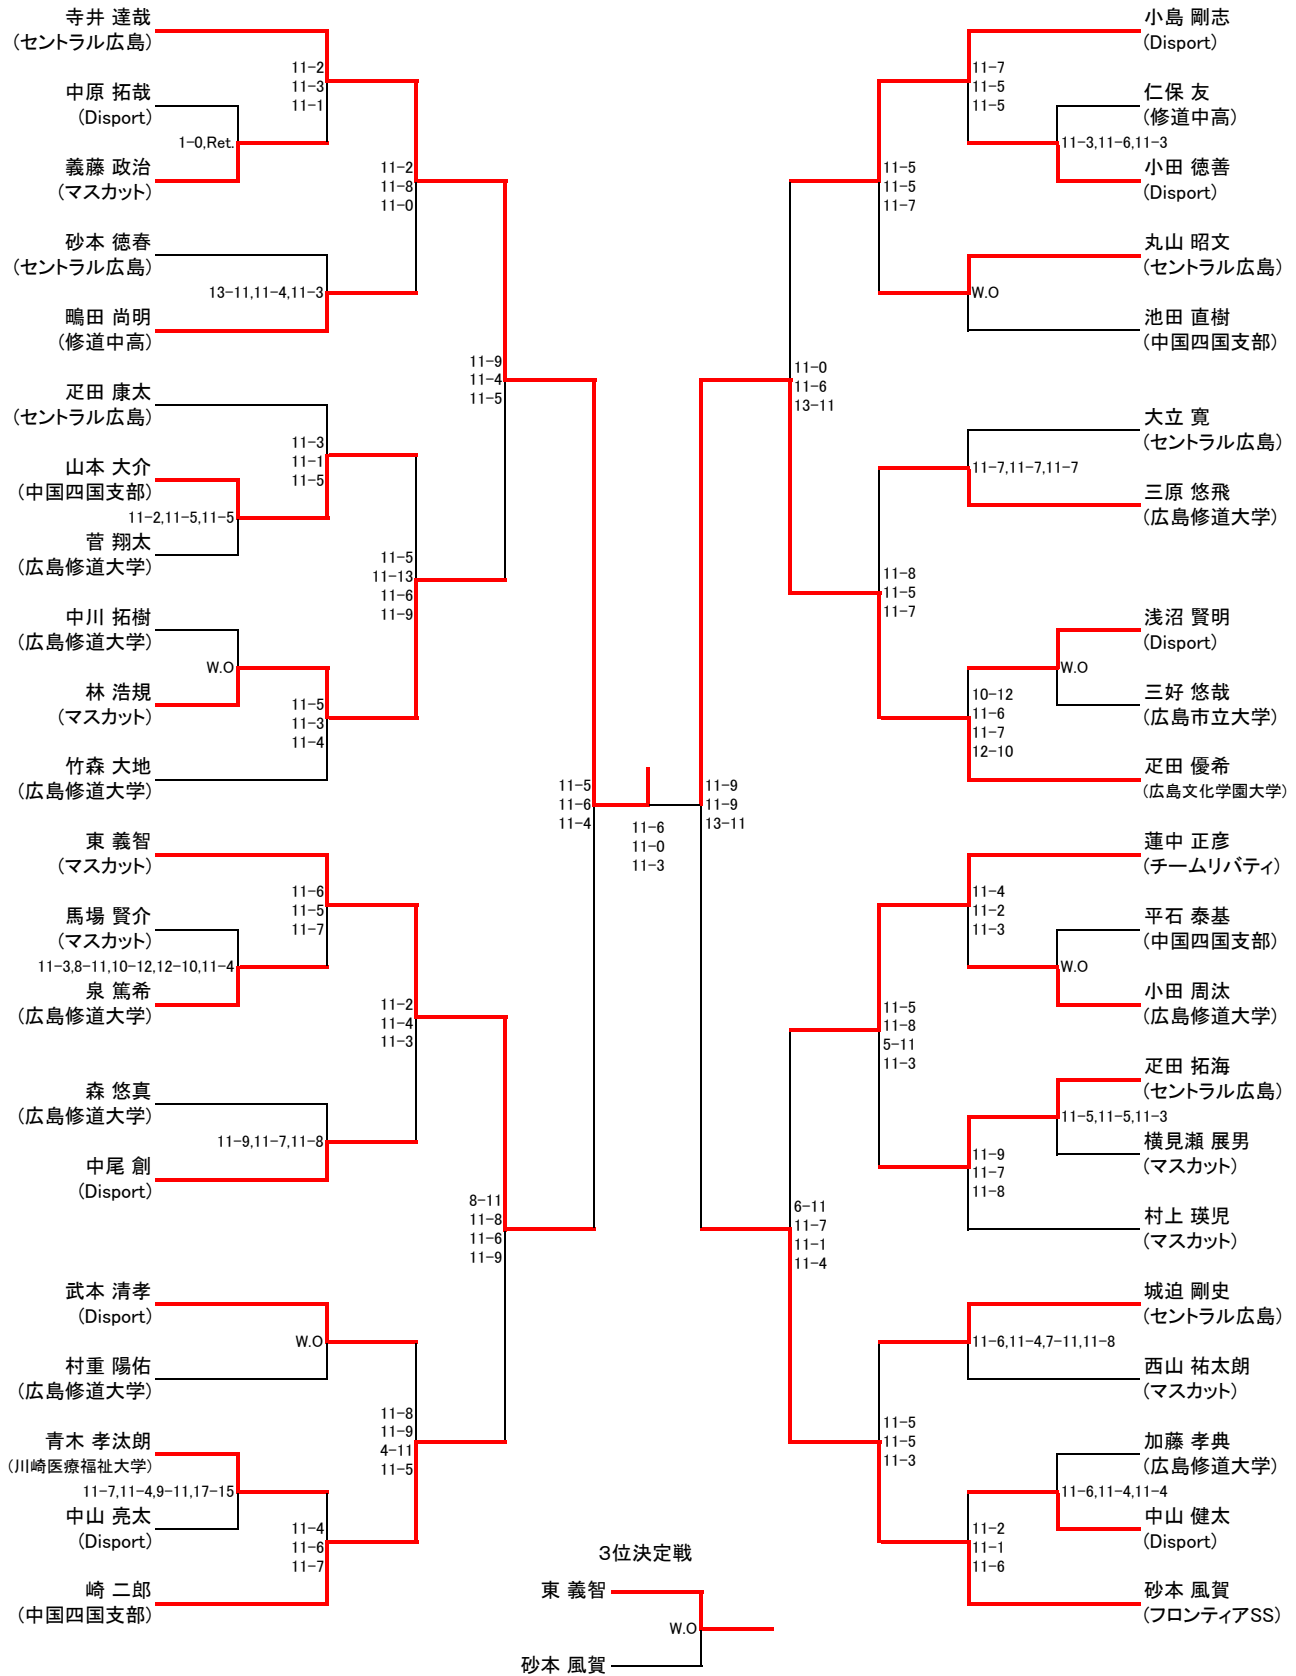 寺井 達哉
(セントラル広島)
11-2
11-3
11-1
中原 拓哉
(Disport)
1-0,Ret.
義藤 政治
(マスカット)
11-2
11-8
11-0
砂本 徳春
(セントラル広島)
13-11,11-4,11-3
鴫田 尚明
(修道中高)
11-9
11-4
11-5
疋田 康太
(セントラル広島)
11-3
11-1
11-5
山本 大介
(中国四国支部)
11-2,11-5,11-5
菅 翔太
(広島修道大学)
11-5
11-13
11-6
11-9
中川 拓樹
(広島修道大学)
W.O
林 浩規
(マスカット)
11-5
11-3
11-4
竹森 大地
(広島修道大学)
11-5
11-6
11-4
東 義智
(マスカット)
11-6
11-5
11-7
馬場 賢介
(マスカット)
11-3,8-11,10-12,12-10,11-4
泉 篤希
(広島修道大学)
11-2
11-4
11-3
森 悠真
(広島修道大学)
11-9,11-7,11-8
中尾 創
(Disport)
8-11
11-8
11-6
11-9
武本 清孝
(Disport)
W.O
村重 陽佑
(広島修道大学)
11-8
11-9
4-11
11-5
青木 孝汰朗
(川崎医療福祉大学)
11-7,11-4,9-11,17-15
中山 亮太
(Disport)
11-4
11-6
11-7
崎 二郎
(中国四国支部)
11-6
11-0
11-3
小島 剛志
(Disport)
11-7
11-5
11-5
仁保 友
(修道中高)
11-3,11-6,11-3
小田 徳善
(Disport)
11-5
11-5
11-7
丸山 昭文
(セントラル広島)
W.O
池田 直樹
(中国四国支部)
11-0
11-6
13-11
大立 寛
(セントラル広島)
11-7,11-7,11-7
三原 悠飛
(広島修道大学)
11-8
11-5
11-7
浅沼 賢明
(Disport)
W.O
三好 悠哉
(広島市立大学)
10-12
11-6
11-7
12-10
疋田 優希
(広島文化学園大学)
11-9
11-9
13-11
蓮中 正彦
(チームリバティ)
11-4
11-2
11-3
平石 泰基
(中国四国支部)
W.O
小田 周汰
(広島修道大学)
11-5
11-8
5-11
11-3
疋田 拓海
(セントラル広島)
11-5,11-5,11-3
横見瀬 展男
(マスカット)
11-9
11-7
11-8
村上 瑛児
(マスカット)
6-11
11-7
11-1
11-4
城迫 剛史
(セントラル広島)
11-6,11-4,7-11,11-8
西山 祐太朗
(マスカット)
11-5
11-5
11-3
加藤 孝典
(広島修道大学)
11-6,11-4,11-4
中山 健太
(Disport)
11-2
11-1
11-6
砂本 風賀
(フロンティアSS)
3位決定戦
東 義智
W.O
砂本 風賀